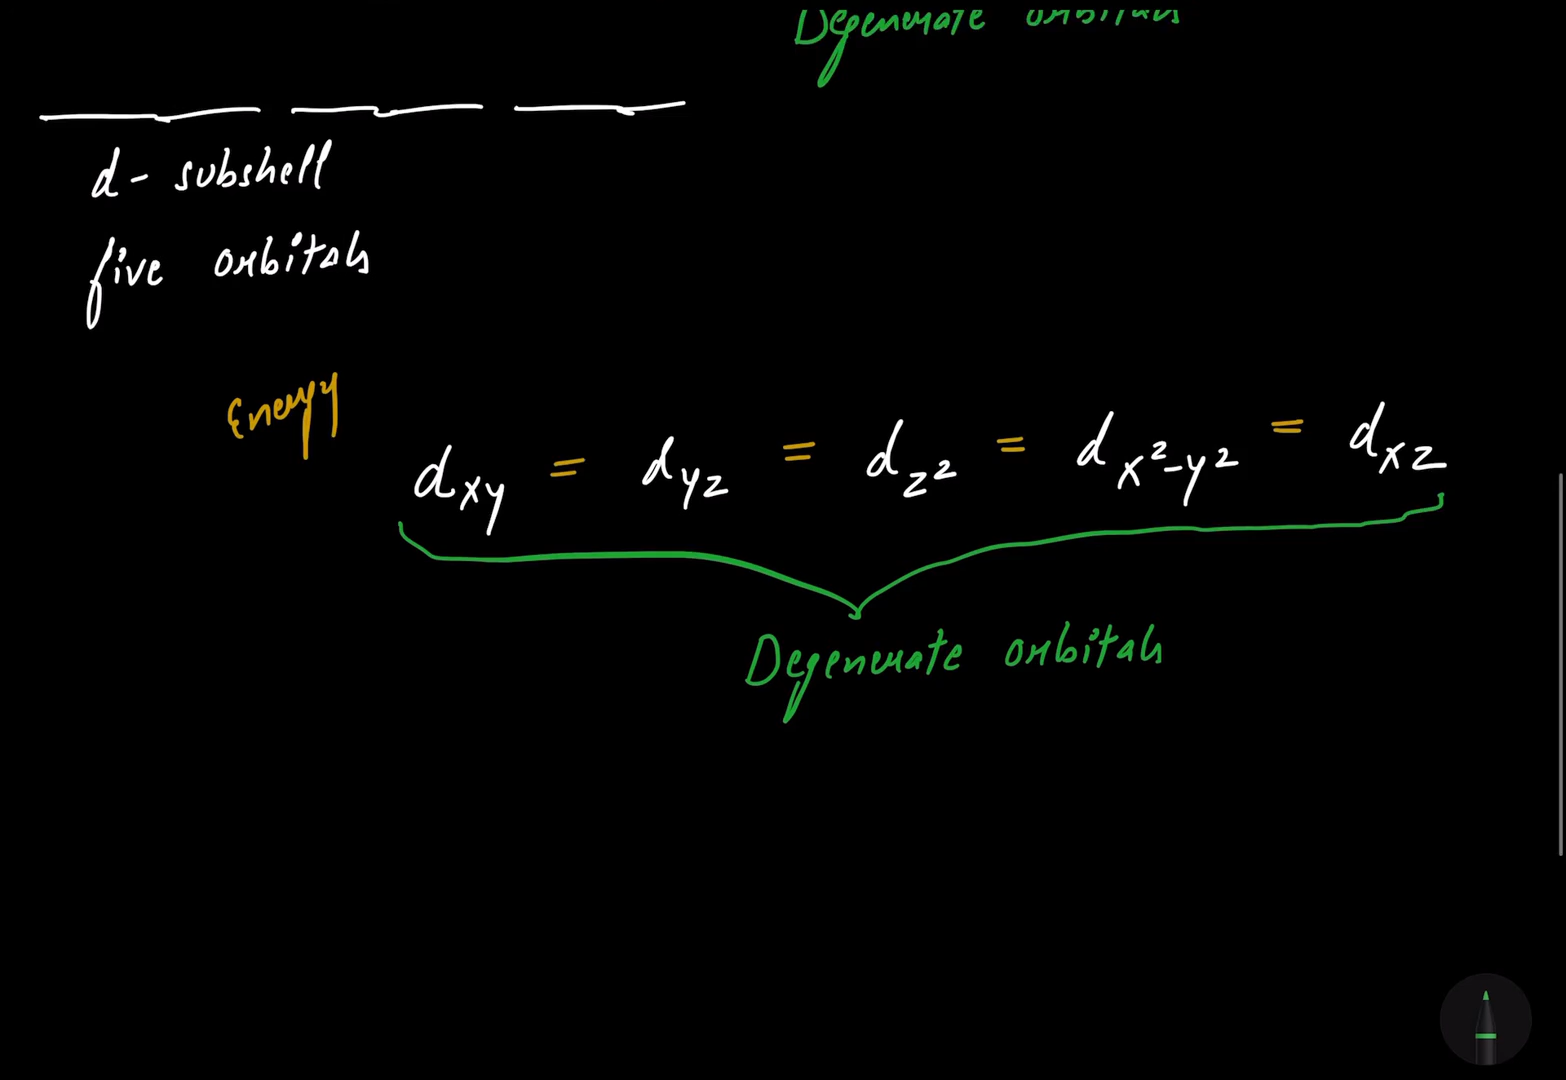 Degenerate orbitals
d - subshell
five orbitals
Energy
dxy = dyz = dz² = dx²-y² = dxz
Degenerate orbitals